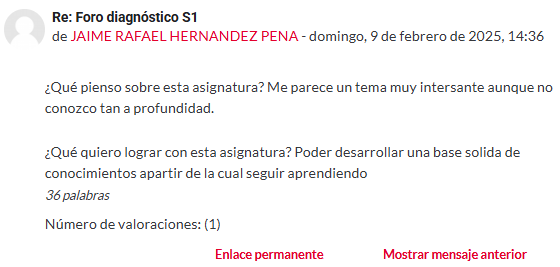 Re: Foro diagnóstico S1
de JAIME RAFAEL HERNANDEZ PENA - domingo, 9 de febrero de 2025, 14:36
¿Qué pienso sobre esta asignatura? Me parece un tema muy intersante aunque no
conozco tan a profundidad.
¿Qué quiero lograr con esta asignatura? Poder desarrollar una base solida de
conocimientos apartir de la cual seguir aprendiendo
36 palabras
Número de valoraciones: (1)
Enlace permanente Mostrar mensaje anterior